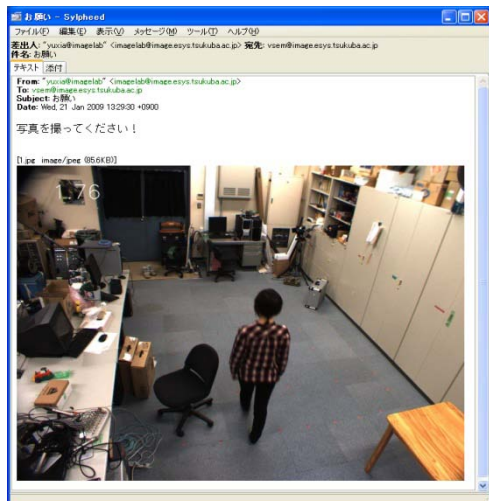 お願い - Sylpheed
ファイル(F) 編集(E) 表示(V) メッセージ(M) ツール(T) ヘルプ(H)
差出人: "yuxia@imagelab" <imagelab@image.esys.tsukuba.ac.jp> 宛先: vsem@image.esys.tsukuba.ac.jp
件名: お願い
テキスト 添付
From: "yuxia@imagelab" <imagelab@image.esys.tsukuba.ac.jp>
To: vsem@image.esys.tsukuba.ac.jp
Subject: お願い
Date: Wed, 21 Jan 2009 13:29:30 +0900
写真を撮ってください！
[1.jpg image/jpeg (85.6KB)]
1.76